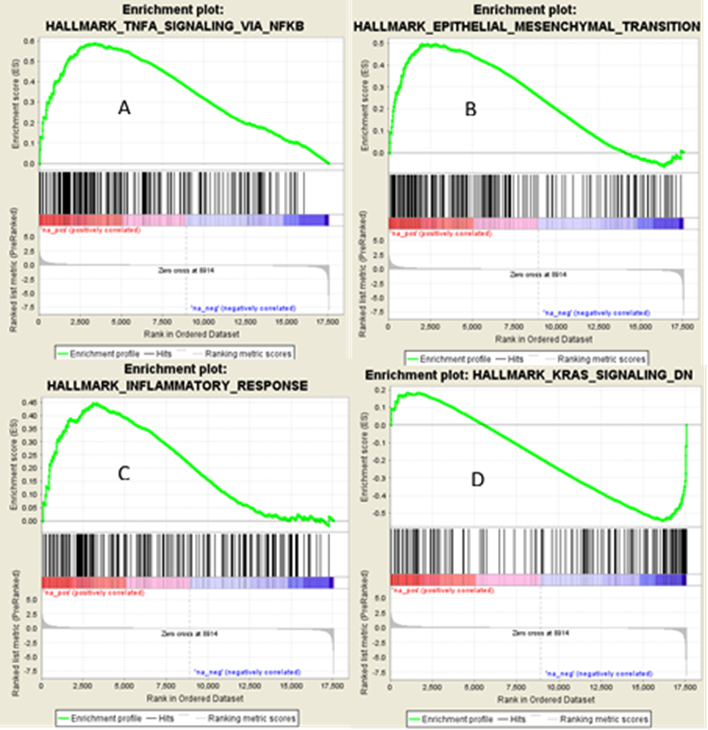 Enrichment plot:
HALLMARK_TNFA_SIGNALING_VIA_NFKB
Enrichment score (ES)
0.6
0.5
0.4
0.3
0.2
0.1
0.0
A
'na_pos' (positively correlated)
Ranked list metric (PreRanked)
5.0
2.5
0.0
-2.5
-5.0
-7.5
Zero cross at 8914
'na_neg' (negatively correlated)
0 2,500 5,000 7,500 10,000 12,500 15,000 17,500
Rank in Ordered Dataset
Enrichment profile Hits Ranking metric scores
Enrichment plot:
HALLMARK_EPITHELIAL_MESENCHYMAL_TRANSITION
Enrichment score (ES)
0.5
0.4
0.3
0.2
0.1
0.0
B
'na_pos' (positively correlated)
Ranked list metric (PreRanked)
5.0
2.5
0.0
-2.5
-5.0
-7.5
Zero cross at 8914
'na_neg' (negatively correlated)
0 2,500 5,000 7,500 10,000 12,500 15,000 17,500
Rank in Ordered Dataset
Enrichment profile Hits Ranking metric scores
Enrichment plot:
HALLMARK_INFLAMMATORY_RESPONSE
Enrichment score (ES)
0.45
0.40
0.35
0.30
0.25
0.20
0.15
0.10
0.05
0.00
C
'na_pos' (positively correlated)
Ranked list metric (PreRanked)
5.0
2.5
0.0
-2.5
-5.0
-7.5
Zero cross at 8914
'na_neg' (negatively correlated)
0 2,500 5,000 7,500 10,000 12,500 15,000 17,500
Rank in Ordered Dataset
Enrichment profile Hits Ranking metric scores
Enrichment plot: HALLMARK_KRAS_SIGNALING_DN
Enrichment score (ES)
0.2
0.1
0.0
-0.1
-0.2
-0.3
-0.4
-0.5
D
'na_pos' (positively correlated)
Ranked list metric (PreRanked)
5.0
2.5
0.0
-2.5
-5.0
-7.5
Zero cross at 8914
'na_neg' (negatively correlated)
0 2,500 5,000 7,500 10,000 12,500 15,000 17,500
Rank in Ordered Dataset
Enrichment profile Hits Ranking metric scores